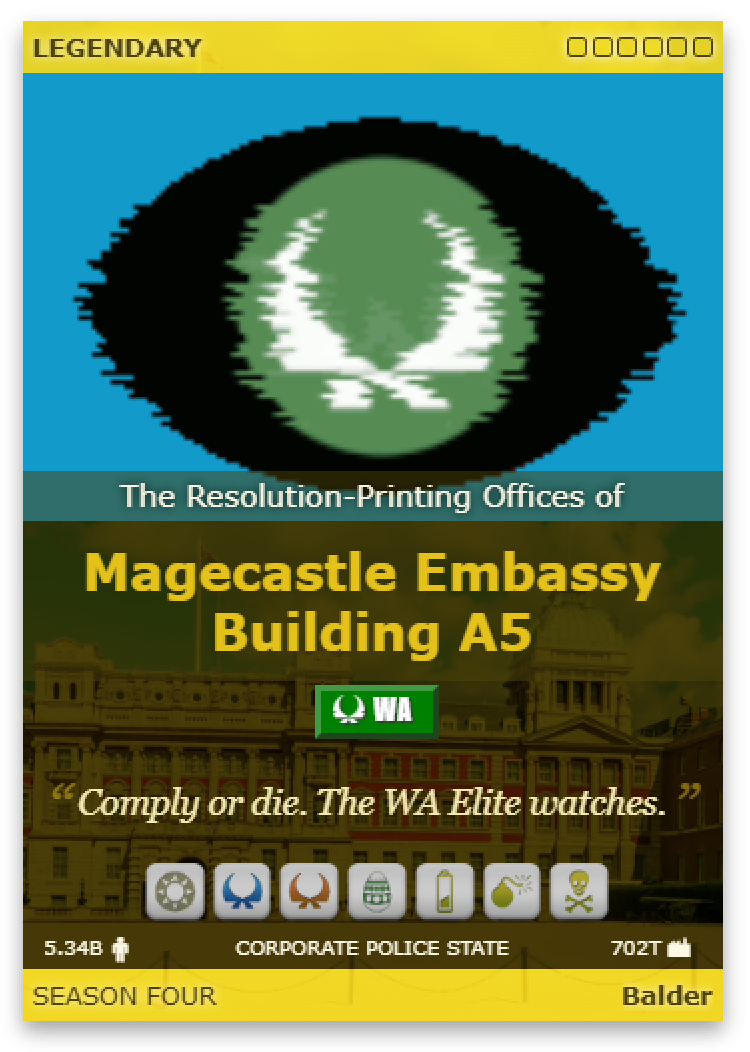 LEGENDARY
The Resolution-Printing Offices of
Magecastle Embassy
Building A5
WA
“Comply or die. The WA Elite watches.”
5.34B CORPORATE POLICE STATE 702T
SEASON FOUR Balder